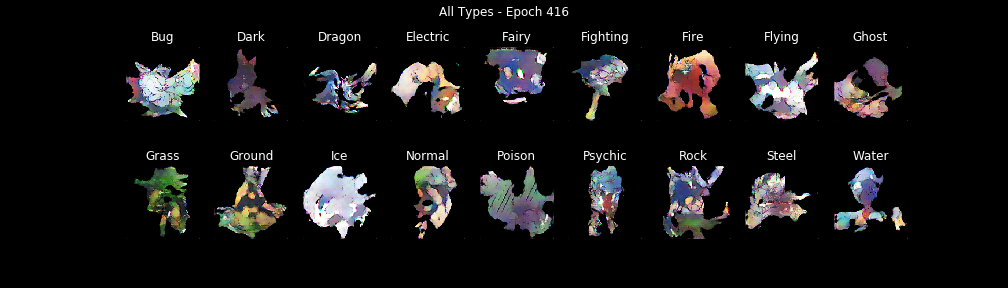 All Types - Epoch 416
Bug Dark Dragon Electric Fairy Fighting Fire Flying Ghost
Grass Ground Ice Normal Poison Psychic Rock Steel Water